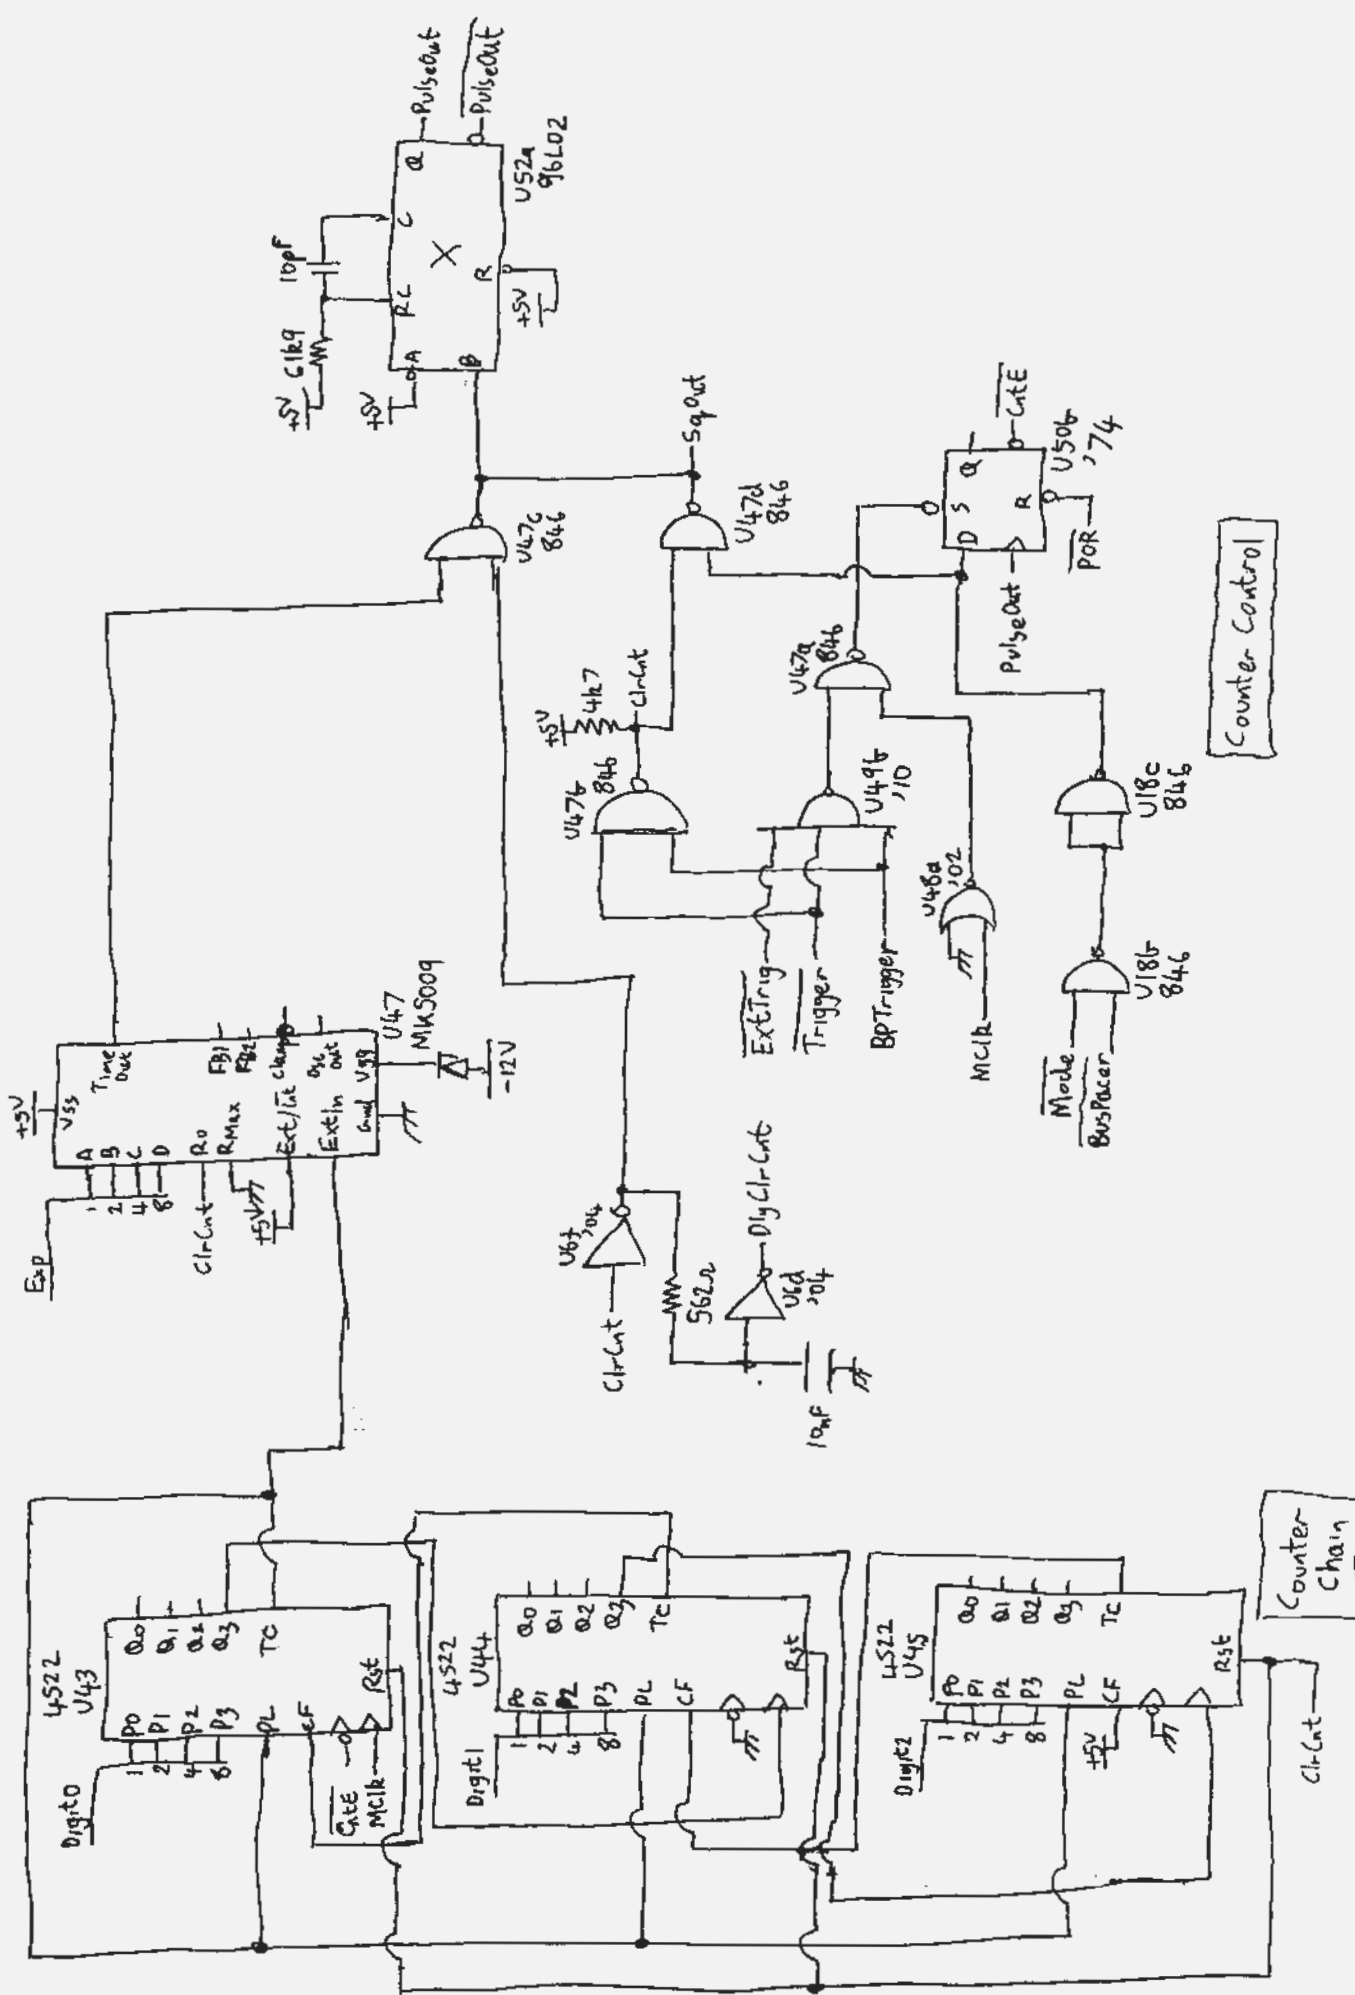 Digit0
1
2
4
8
4522
U43
P0
P1
P2
P3
PL
CF
Q0
Q1
Q2
Q3
TC
Rst
CntE
MClk
Digit1
1
2
4
8
4522
U44
P0
P1
P2
P3
PL
CF
Q0
Q1
Q2
Q3
TC
Rst
Digit2
1
2
4
8
4522
U45
P0
P1
P2
P3
PL
CF
+5V
Q0
Q1
Q2
Q3
TC
Rst
ClrCnt
Counter
Chain
Exp
1
2
4
8
ClrCnt
+5V
+5V
Vss
A
B
C
D
R0
RMax
Ext/Int
ExtIn
Time
Out
FB1
FB2
Clamp
Osc
Out
Vgg
Gnd
U47
MK5009
-12V
ClrCnt
U6f
'04
562Ω
10nF
U6d
'04
DlyClrCnt
ExtTrig
Trigger
BPTrigger
MClk
Mode
BusPacer
U47b
846
+5V
4k7
ClrCnt
U49b
'10
U48a
'02
U18b
846
U18c
846
U47a
846
U47c
846
U47d
846
SqOut
PulseOut
D
S
Q
R
POR
CntE
U50b
'74
+5V
61k9
10pF
+5V
A
B
RC
C
X
R
+5V
Q
PulseOut
PulseOut
U52a
96L02
Counter Control